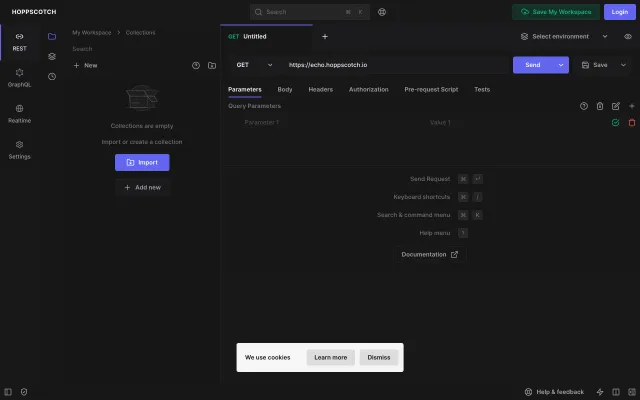 HOPPSCOTCH
Search
⌘ K
Save My Workspace
Login
REST
GraphQL
Realtime
Settings
My Workspace > Collections
Search
New
Collections are empty
Import or create a collection
Import
Add new
GET Untitled
Select environment
GET
https://echo.hoppscotch.io
Send
Save
Parameters Body Headers Authorization Pre-request Script Tests
Query Parameters
Parameter 1 Value 1
Send Request ⌘ ↵
Keyboard shortcuts ⌘ /
Search & command menu ⌘ K
Help menu ?
Documentation
We use cookies Learn more Dismiss
Help & feedback